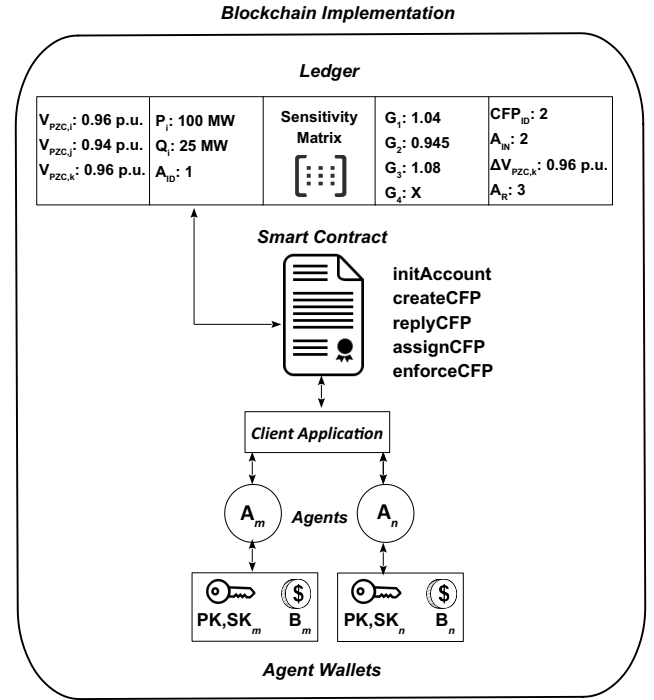 Blockchain Implementation
Ledger
V_PZC,i: 0.96 p.u.
V_PZC,j: 0.94 p.u.
V_PZC,k: 0.96 p.u.
P_i: 100 MW
Q_i: 25 MW
A_ID: 1
Sensitivity
Matrix
G_1: 1.04
G_2: 0.945
G_3: 1.08
G_4: X
CFP_ID: 2
A_IN: 2
ΔV_PZC,k: 0.96 p.u.
A_R: 3
Smart Contract
initAccount
createCFP
replyCFP
assignCFP
enforceCFP
Client Application
A_m
Agents
A_n
$
$
PK,SK_m
B_m
PK,SK_n
B_n
Agent Wallets